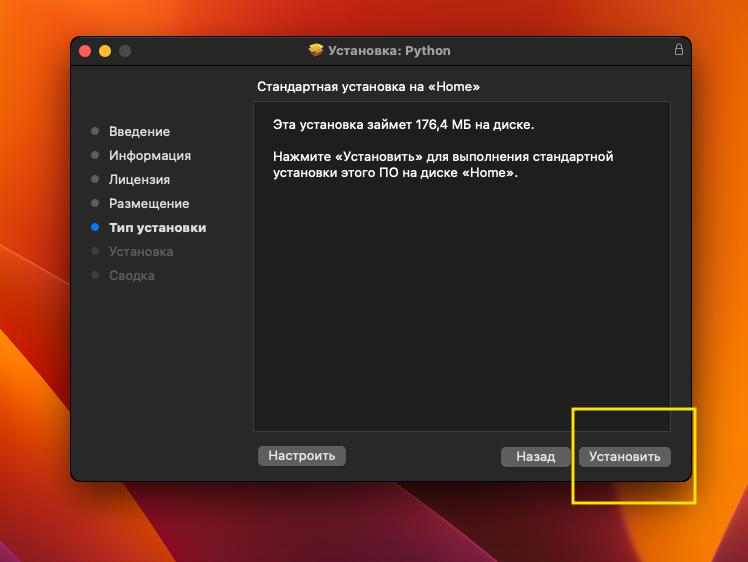 Установка: Python
Стандартная установка на «Home»
Введение
Информация
Лицензия
Размещение
Тип установки
Установка
Сводка
Эта установка займет 176,4 МБ на диске.
Нажмите «Установить» для выполнения стандартной
установки этого ПО на диске «Home».
Настроить
Назад
Установить